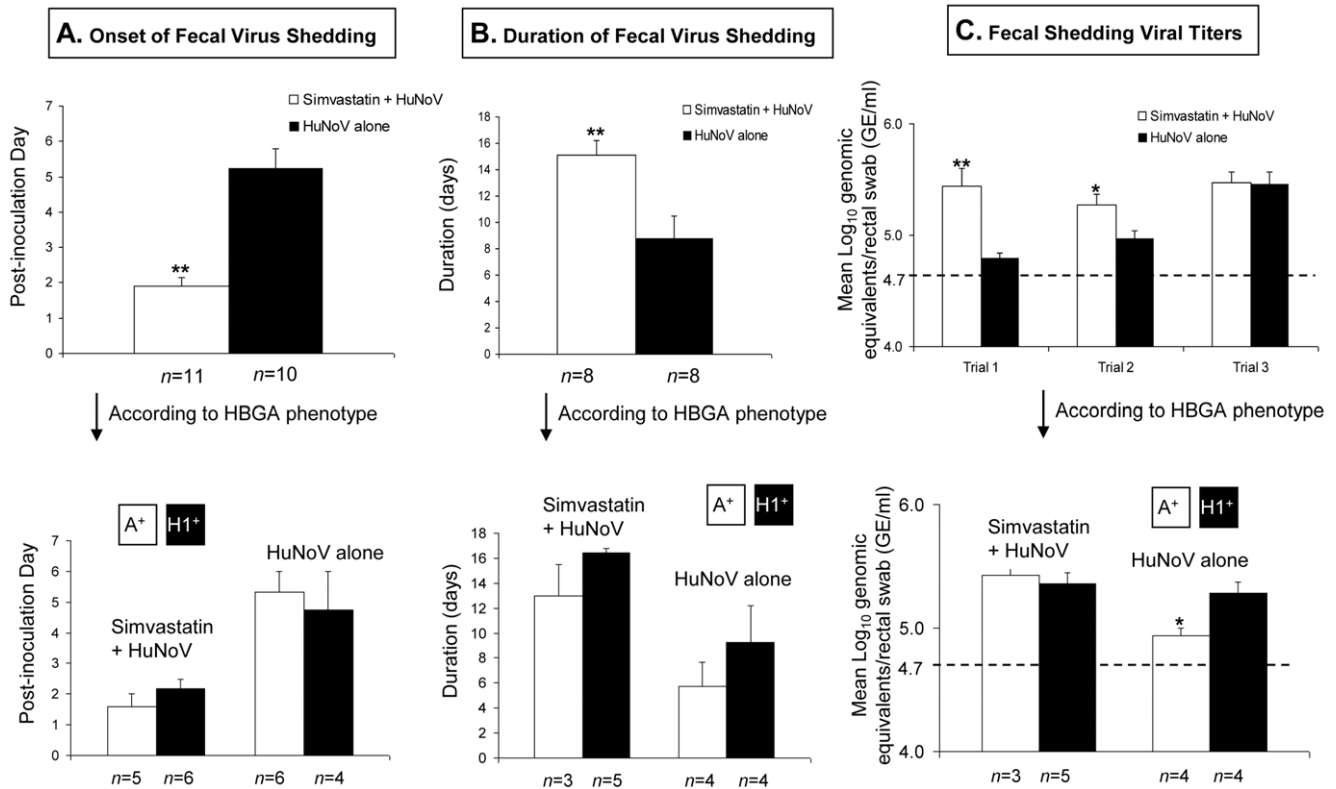 A. Onset of Fecal Virus Shedding
Post-inoculation Day
7
6
5
4
3
2
1
0
Simvastatin + HuNoV
HuNoV alone
**
n=11
n=10
According to HBGA phenotype
A+
H1+
Post-inoculation Day
7
6
5
4
3
2
1
0
Simvastatin
+ HuNoV
HuNoV alone
n=5
n=6
n=6
n=4
B. Duration of Fecal Virus Shedding
Duration (days)
18
16
14
12
10
8
6
4
2
0
Simvastatin + HuNoV
HuNoV alone
**
n=8
n=8
According to HBGA phenotype
A+
H1+
Duration (days)
18
16
14
12
10
8
6
4
2
0
Simvastatin
+ HuNoV
HuNoV alone
n=3
n=5
n=4
n=4
C. Fecal Shedding Viral Titers
Mean Log10 genomic
equivalents/rectal swab (GE/ml)
6.0
5.0
4.7
4.0
Simvastatin + HuNoV
HuNoV alone
**
*
Trial 1
Trial 2
Trial 3
According to HBGA phenotype
A+
H1+
Mean Log10 genomic
equivalents/rectal swab (GE/ml)
6.0
5.0
4.7
4.0
Simvastatin
+ HuNoV
HuNoV alone
*
n=3
n=5
n=4
n=4